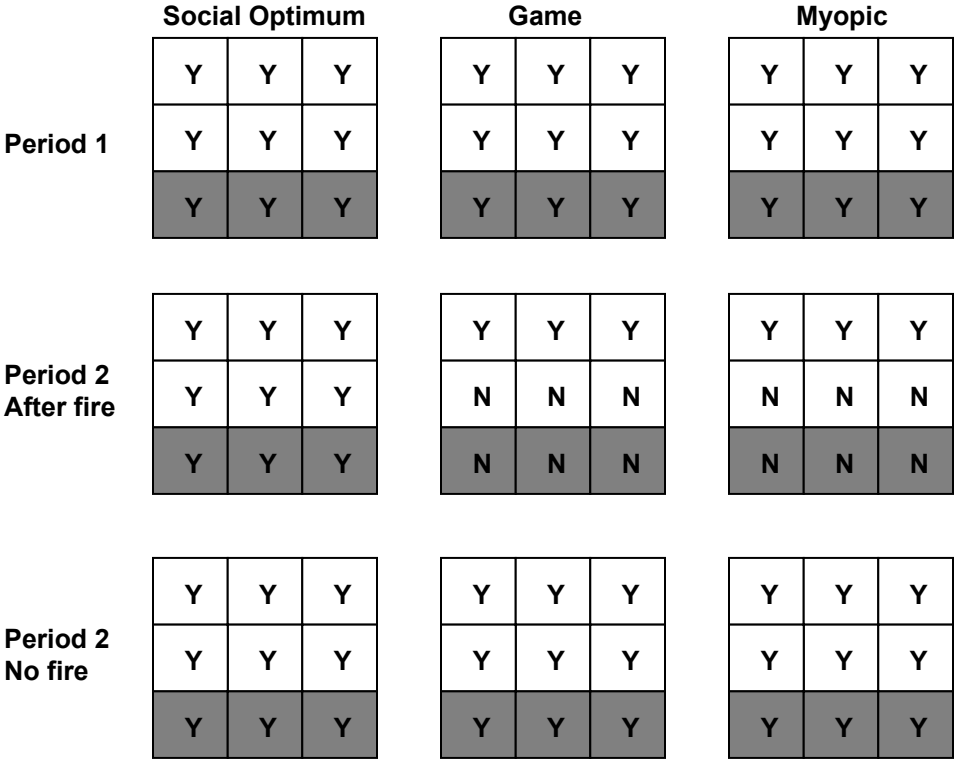 Social Optimum Game Myopic
Y Y Y Y Y Y Y Y Y
Period 1 Y Y Y Y Y Y Y Y Y
Y Y Y Y Y Y Y Y Y
Y Y Y Y Y Y Y Y Y
Period 2
After fire Y Y Y N N N N N N
Y Y Y N N N N N N
Y Y Y Y Y Y Y Y Y
Period 2
No fire Y Y Y Y Y Y Y Y Y
Y Y Y Y Y Y Y Y Y